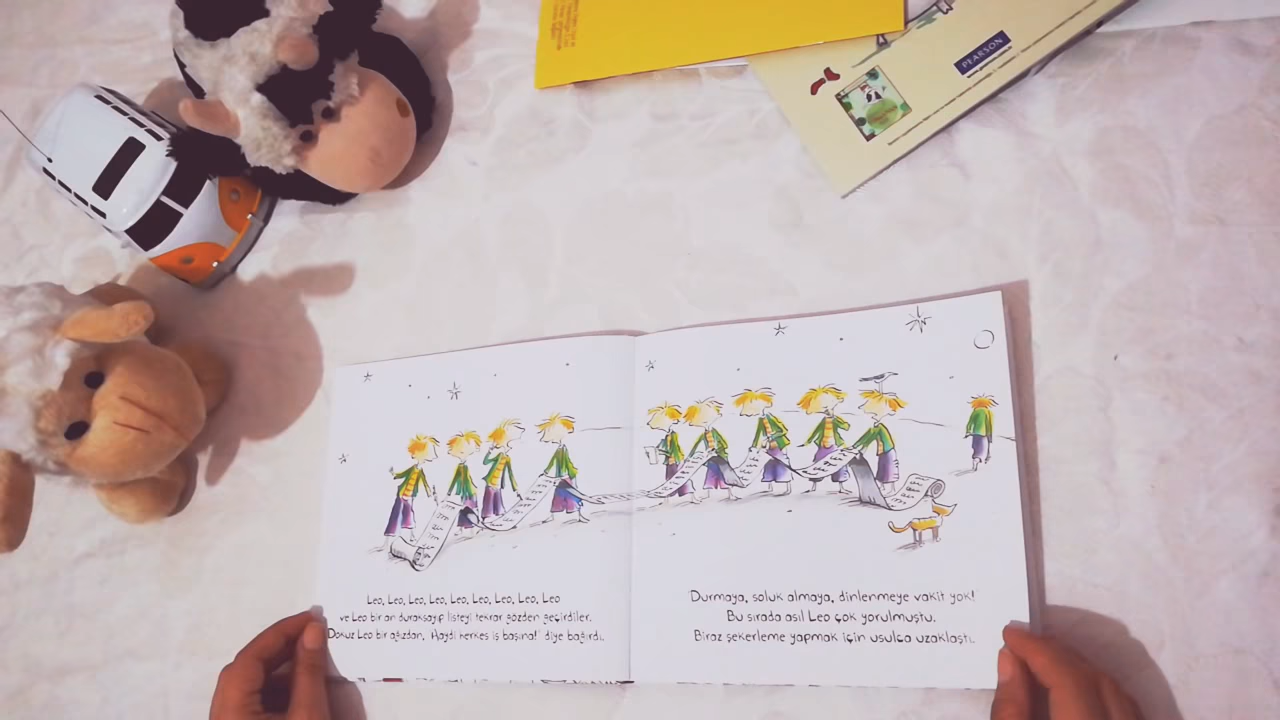 PEARSON
Leo, Leo, Leo, Leo, Leo, Leo, Leo, Leo, Leo
ve Leo bir an duraksayıp listeyi tekrar gözden geçirdiler.
Dokuz Leo bir ağızdan, "Haydi herkes iş başına!" diye bağırdı.
Durmaya, soluk almaya, dinlenmeye vakit yok!
Bu sırada asıl Leo çok yorulmuştu.
Biraz şekerleme yapmak için usulca uzaklaştı.